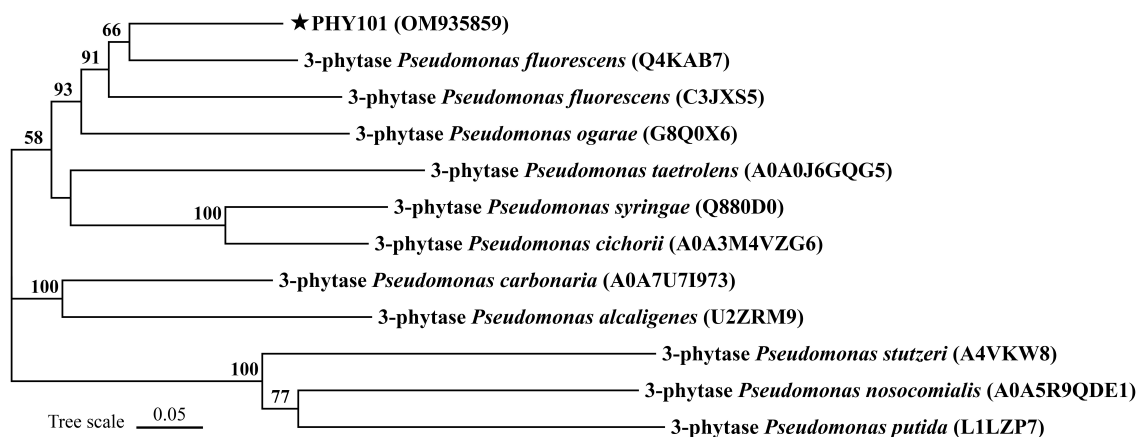 66 ★PHY101 (OM935859)
91 3-phytase Pseudomonas fluorescens (Q4KAB7)
93 3-phytase Pseudomonas fluorescens (C3JXS5)
58 3-phytase Pseudomonas ogarae (G8Q0X6)
3-phytase Pseudomonas taetrolens (A0A0J6GQG5)
100 3-phytase Pseudomonas syringae (Q880D0)
3-phytase Pseudomonas cichorii (A0A3M4VZG6)
100 3-phytase Pseudomonas carbonaria (A0A7U7I973)
3-phytase Pseudomonas alcaligenes (U2ZRM9)
100 3-phytase Pseudomonas stutzeri (A4VKW8)
77 3-phytase Pseudomonas nosocomialis (A0A5R9QDE1)
Tree scale 0.05 3-phytase Pseudomonas putida (L1LZP7)